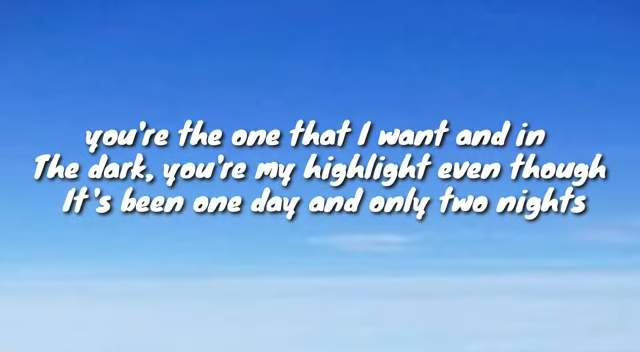 you're the one that I want and in
The dark, you're my highlight even though
It's been one day and only two nights